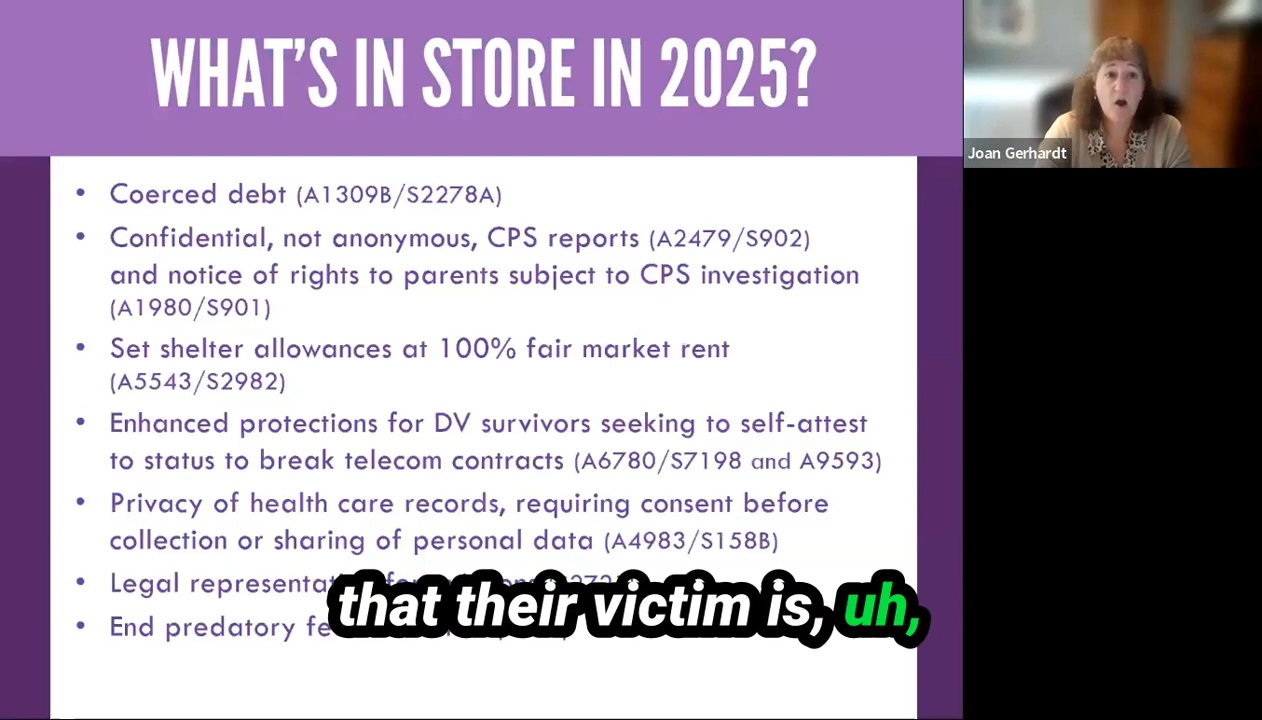 WHAT'S IN STORE IN 2025?
Joan Gerhardt
• Coerced debt (A1309B/S2278A)
• Confidential, not anonymous, CPS reports (A2479/S902)
and notice of rights to parents subject to CPS investigation
(A1980/S901)
• Set shelter allowances at 100% fair market rent
(A5543/S2982)
• Enhanced protections for DV survivors seeking to self-attest
to status to break telecom contracts (A6780/S7198 and A9593)
• Privacy of health care records, requiring consent before
collection or sharing of personal data (A4983/S158B)
• Legal
that their victim is, uh,
• End predatory